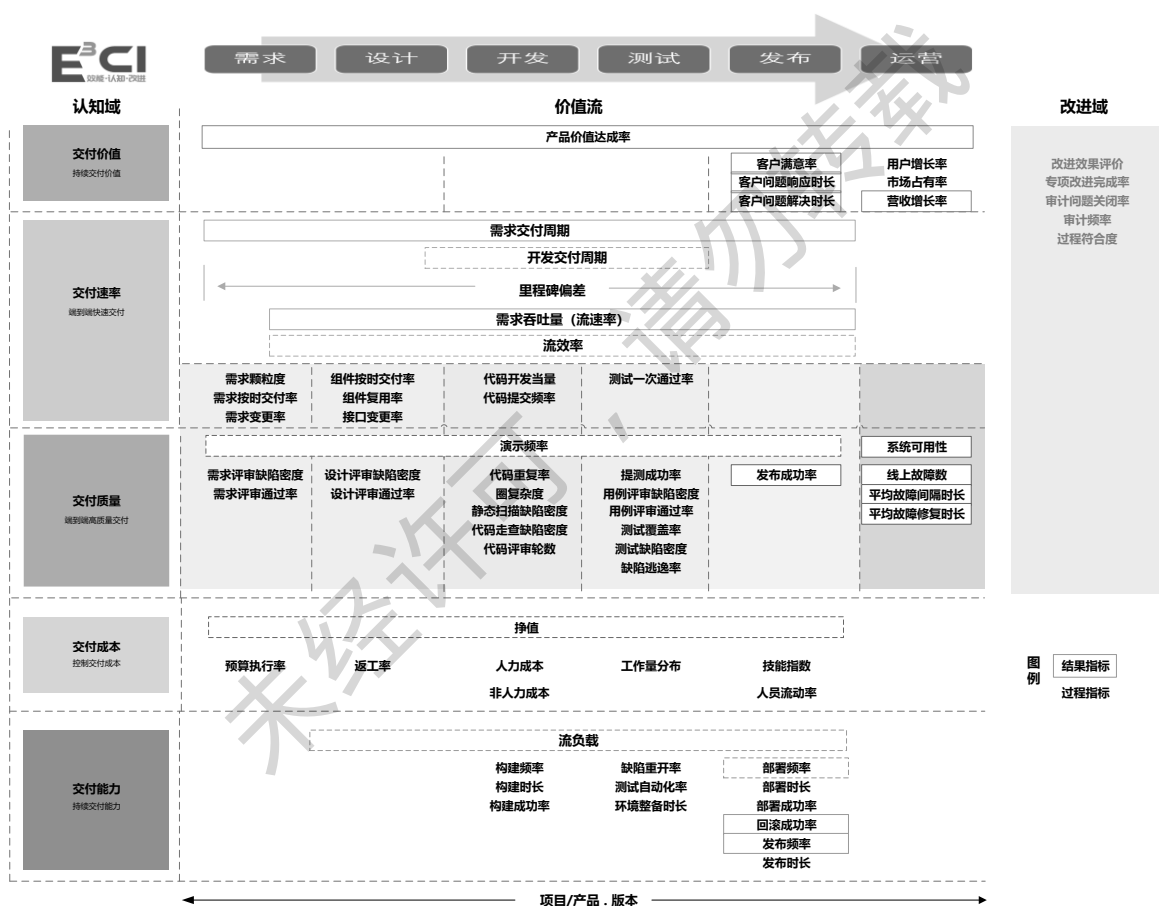 E³CI
效能-认知-改进
需求
设计
开发
测试
发布
运营
认知域
价值流
改进域
交付价值
持续交付价值
产品价值达成率
客户满意率
客户问题响应时长
客户问题解决时长
用户增长率
市场占有率
营收增长率
改进效果评价
专项改进完成率
审计问题关闭率
审计频率
过程符合度
交付速率
端到端快速交付
需求交付周期
开发交付周期
里程碑偏差
需求吞吐量（流速率）
流效率
需求颗粒度
需求按时交付率
需求变更率
组件按时交付率
组件复用率
接口变更率
代码开发当量
代码提交频率
测试一次通过率
交付质量
端到端高质量交付
演示频率
系统可用性
需求评审缺陷密度
需求评审通过率
设计评审缺陷密度
设计评审通过率
代码重复率
圈复杂度
静态扫描缺陷密度
代码走查缺陷密度
代码评审轮数
提测成功率
用例评审缺陷密度
用例评审通过率
测试覆盖率
测试缺陷密度
缺陷逃逸率
发布成功率
线上故障数
平均故障间隔时长
平均故障修复时长
交付成本
控制交付成本
挣值
预算执行率
返工率
人力成本
非人力成本
工作量分布
技能指数
人员流动率
图例
结果指标
过程指标
交付能力
持续交付能力
流负载
构建频率
构建时长
构建成功率
缺陷重开率
测试自动化率
环境整备时长
部署频率
部署时长
部署成功率
回滚成功率
发布频率
发布时长
项目/产品 . 版本
未经许可，请勿转载